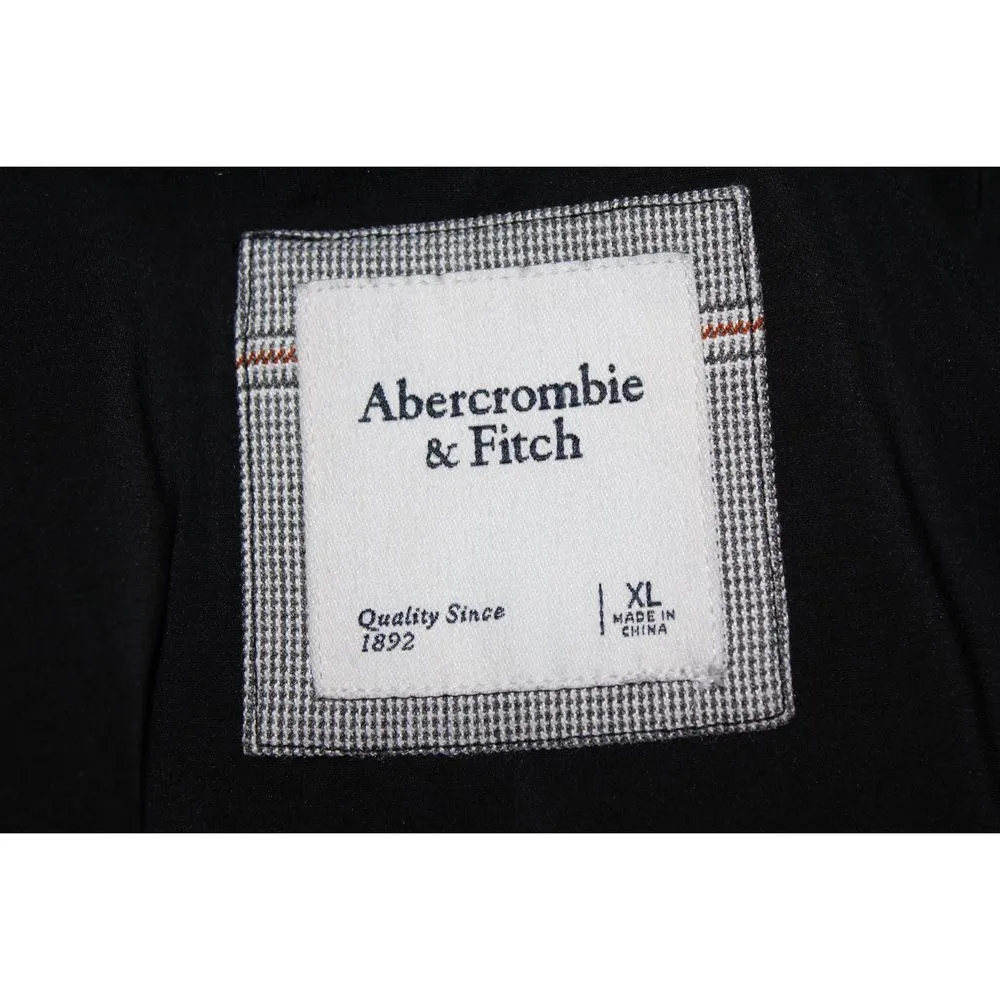 Abercrombie
& Fitch
Quality Since
1892
XL
MADE IN
CHINA